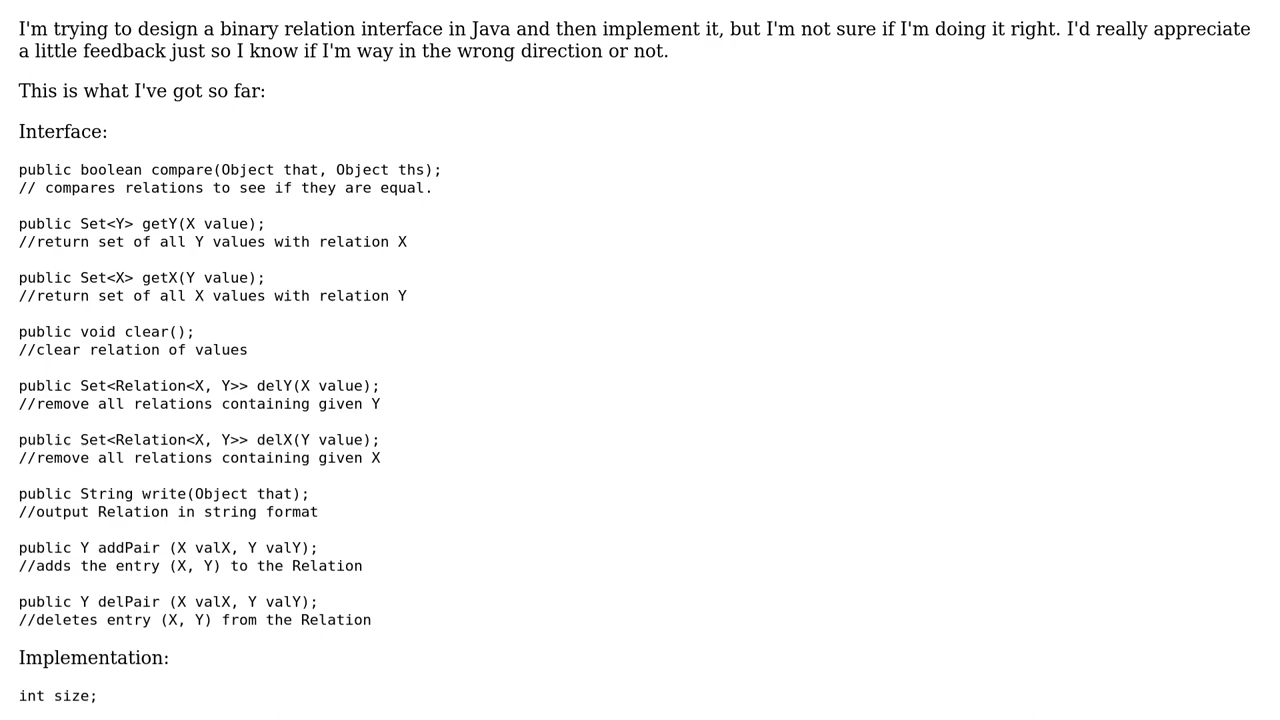 I'm trying to design a binary relation interface in Java and then implement it, but I'm not sure if I'm doing it right. I'd really appreciate
a little feedback just so I know if I'm way in the wrong direction or not.
This is what I've got so far:
Interface:
public boolean compare(Object that, Object ths);
// compares relations to see if they are equal.
public Set<Y> getY(X value);
//return set of all Y values with relation X
public Set<X> getX(Y value);
//return set of all X values with relation Y
public void clear();
//clear relation of values
public Set<Relation<X, Y>> delY(X value);
//remove all relations containing given Y
public Set<Relation<X, Y>> delX(Y value);
//remove all relations containing given X
public String write(Object that);
//output Relation in string format
public Y addPair (X valX, Y valY);
//adds the entry (X, Y) to the Relation
public Y delPair (X valX, Y valY);
//deletes entry (X, Y) from the Relation
Implementation:
int size;